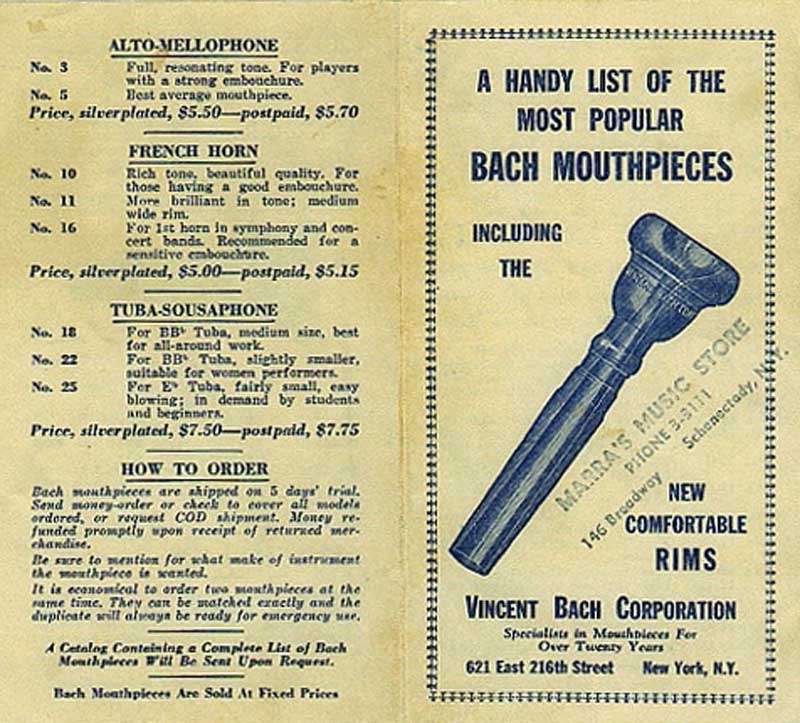 ALTO-MELLOPHONE
No. 3 Full, resonating tone. For players
with a strong embouchure.
No. 5 Best average mouthpiece.
Price, silverplated, $5.50—postpaid, $5.70
FRENCH HORN
No. 10 Rich tone, beautiful quality. For
those having a good embouchure.
No. 11 More brilliant in tone; medium
wide rim.
No. 16 For 1st horn in symphony and con-
cert bands. Recommended for a
sensitive embouchure.
Price, silverplated, $5.00—postpaid, $5.15
TUBA-SOUSAPHONE
No. 18 For BB♭ Tuba, medium size, best
for all-around work.
No. 22 For BB♭ Tuba, slightly smaller,
suitable for women performers.
No. 25 For E♭ Tuba, fairly small, easy
blowing; in demand by students
and beginners.
Price, silverplated, $7.50—postpaid, $7.75
HOW TO ORDER
Bach mouthpieces are shipped on 5 days' trial.
Send money-order or check to cover all models
ordered, or request COD shipment. Money re-
funded promptly upon receipt of returned mer-
chandise.
Be sure to mention for what make of instrument
the mouthpiece is wanted.
It is economical to order two mouthpieces at the
same time. They can be matched exactly and the
duplicate will always be ready for emergency use.
A Catalog Containing a Complete List of Bach
Mouthpieces Will Be Sent Upon Request.
Bach Mouthpieces Are Sold At Fixed Prices
A HANDY LIST OF THE
MOST POPULAR
BACH MOUTHPIECES
INCLUDING
THE
MARRA'S MUSIC STORE
PHONE 3-3111
146 Broadway Schenectady, N.Y.
NEW
COMFORTABLE
RIMS
VINCENT BACH CORPORATION
Specialists in Mouthpieces For
Over Twenty Years
621 East 216th Street New York, N.Y.